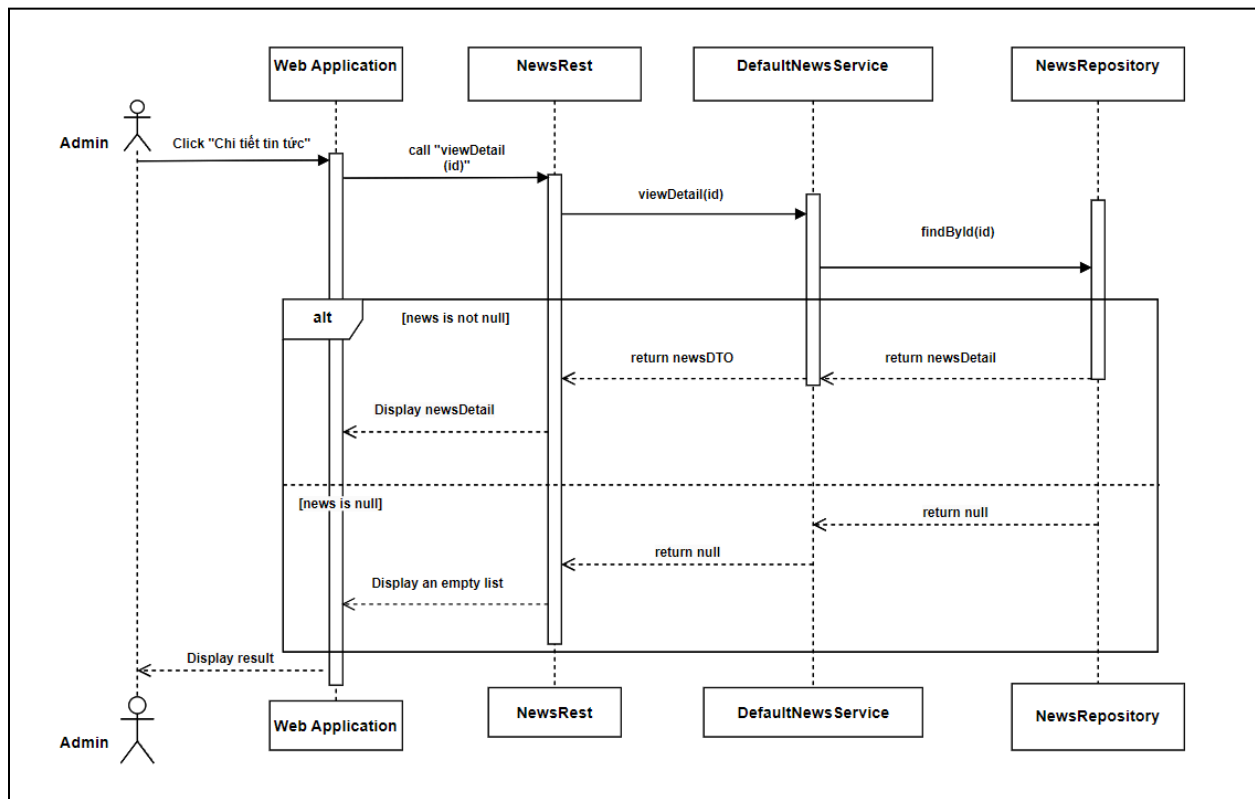 Web Application
NewsRest
DefaultNewsService
NewsRepository
Admin
Click "Chi tiết tin tức"
call "viewDetail
(id)"
viewDetail(id)
findById(id)
alt
[news is not null]
return newsDTO
return newsDetail
Display newsDetail
[news is null]
return null
return null
Display an empty list
Display result
Admin
Web Application
NewsRest
DefaultNewsService
NewsRepository